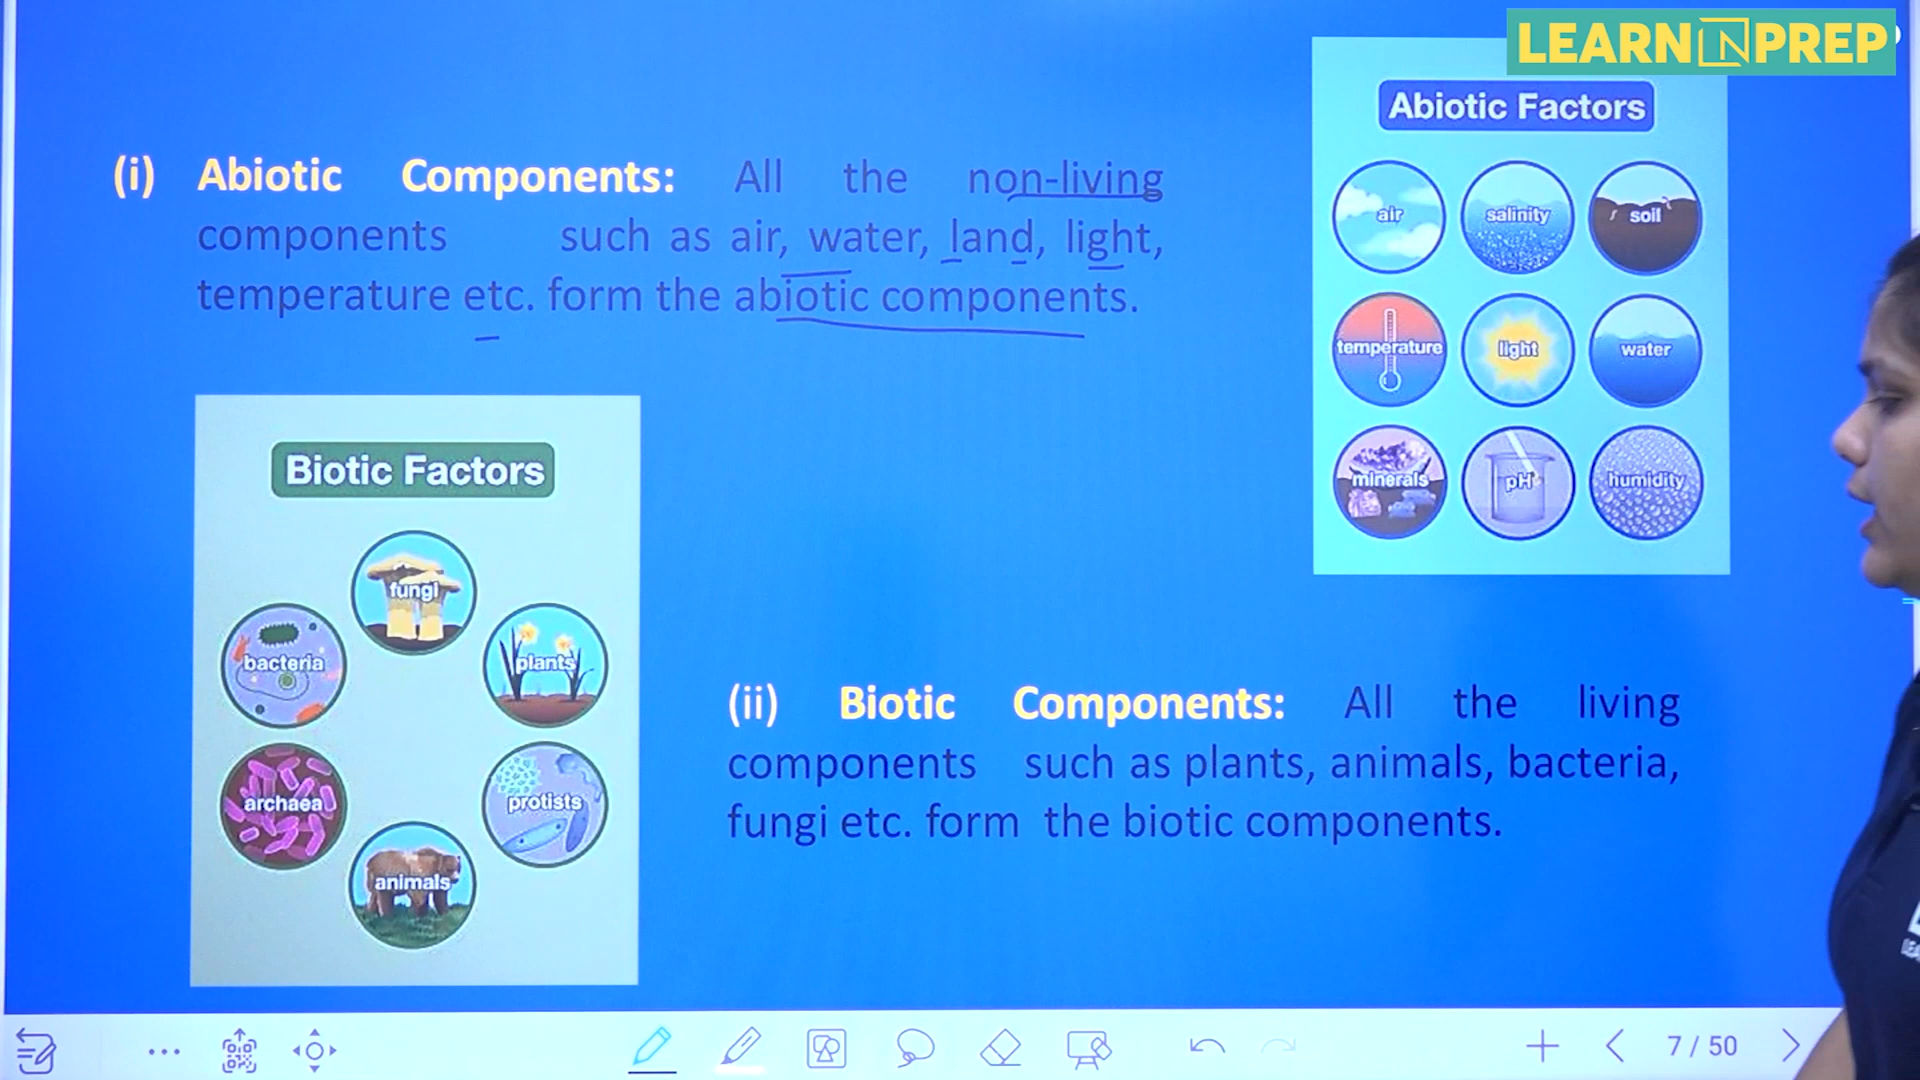 LEARN N PREP
Abiotic Factors
(i) Abiotic Components: All the non-living
components such as air, water, land, light,
temperature etc. form the abiotic components.
air
salinity
soil
temperature
light
water
minerals
pH
humidity
Biotic Factors
fungi
bacteria
plants
archaea
protists
animals
(ii) Biotic Components: All the living
components such as plants, animals, bacteria,
fungi etc. form the biotic components.
7 / 50